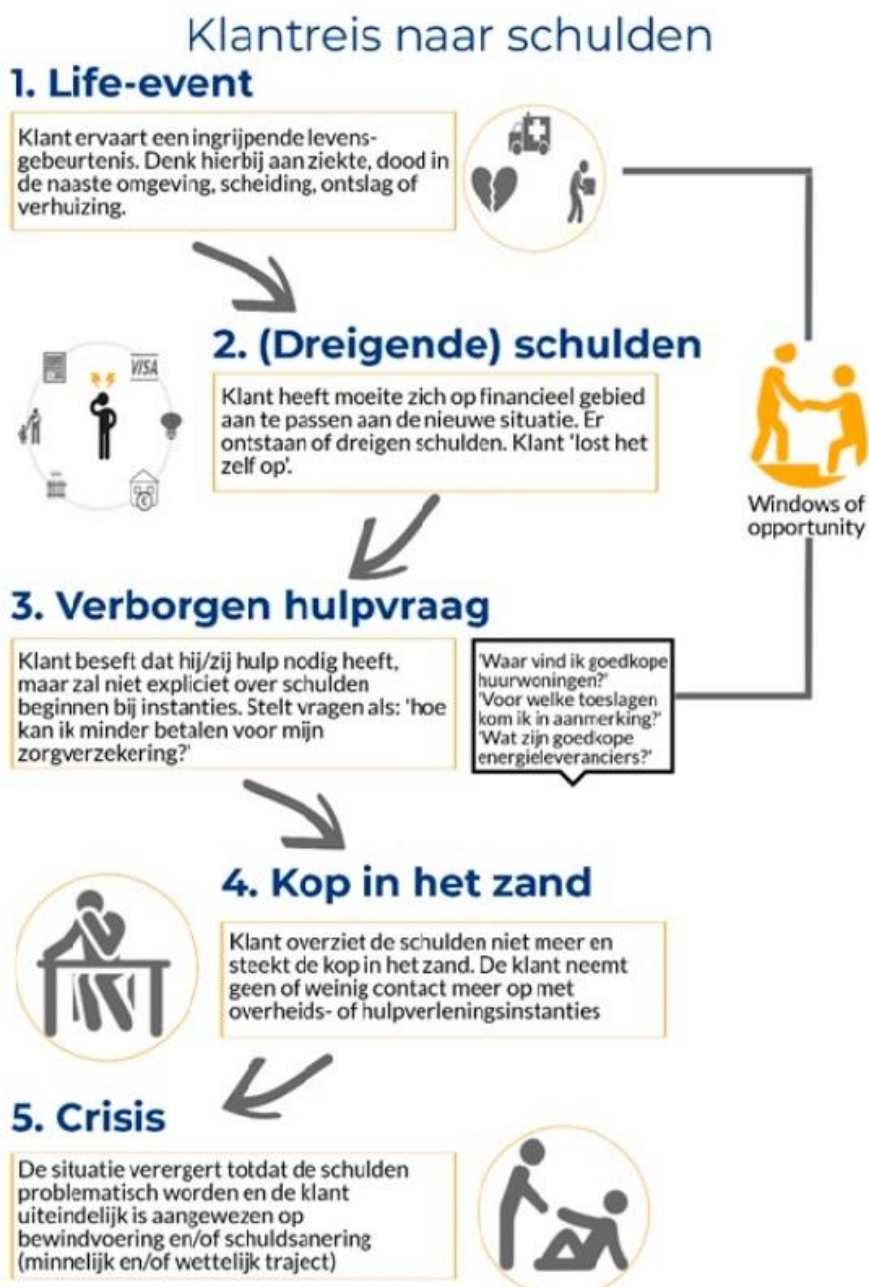 Klantreis naar schulden
1. Life-event
Klant ervaart een ingrijpende levens-
gebeurtenis. Denk hierbij aan ziekte, dood in
de naaste omgeving, scheiding, ontslag of
verhuizing.
2. (Dreigende) schulden
VISA
Klant heeft moeite zich op financieel gebied
aan te passen aan de nieuwe situatie. Er
ontstaan of dreigen schulden. Klant 'lost het
zelf op'.
Windows of
opportunity
3. Verborgen hulpvraag
Klant beseft dat hij/zij hulp nodig heeft,
maar zal niet expliciet over schulden
beginnen bij instanties. Stelt vragen als: 'hoe
kan ik minder betalen voor mijn
zorgverzekering?'
'Waar vind ik goedkope
huurwoningen?'
'Voor welke toeslagen
kom ik in aanmerking?'
'Wat zijn goedkope
energieleveranciers?'
4. Kop in het zand
Klant overziet de schulden niet meer en
steekt de kop in het zand. De klant neemt
geen of weinig contact meer op met
overheids- of hulpverleningsinstanties
5. Crisis
De situatie verergert totdat de schulden
problematisch worden en de klant
uiteindelijk is aangewezen op
bewindvoering en/of schuldsanering
(minnelijk en/of wettelijk traject)